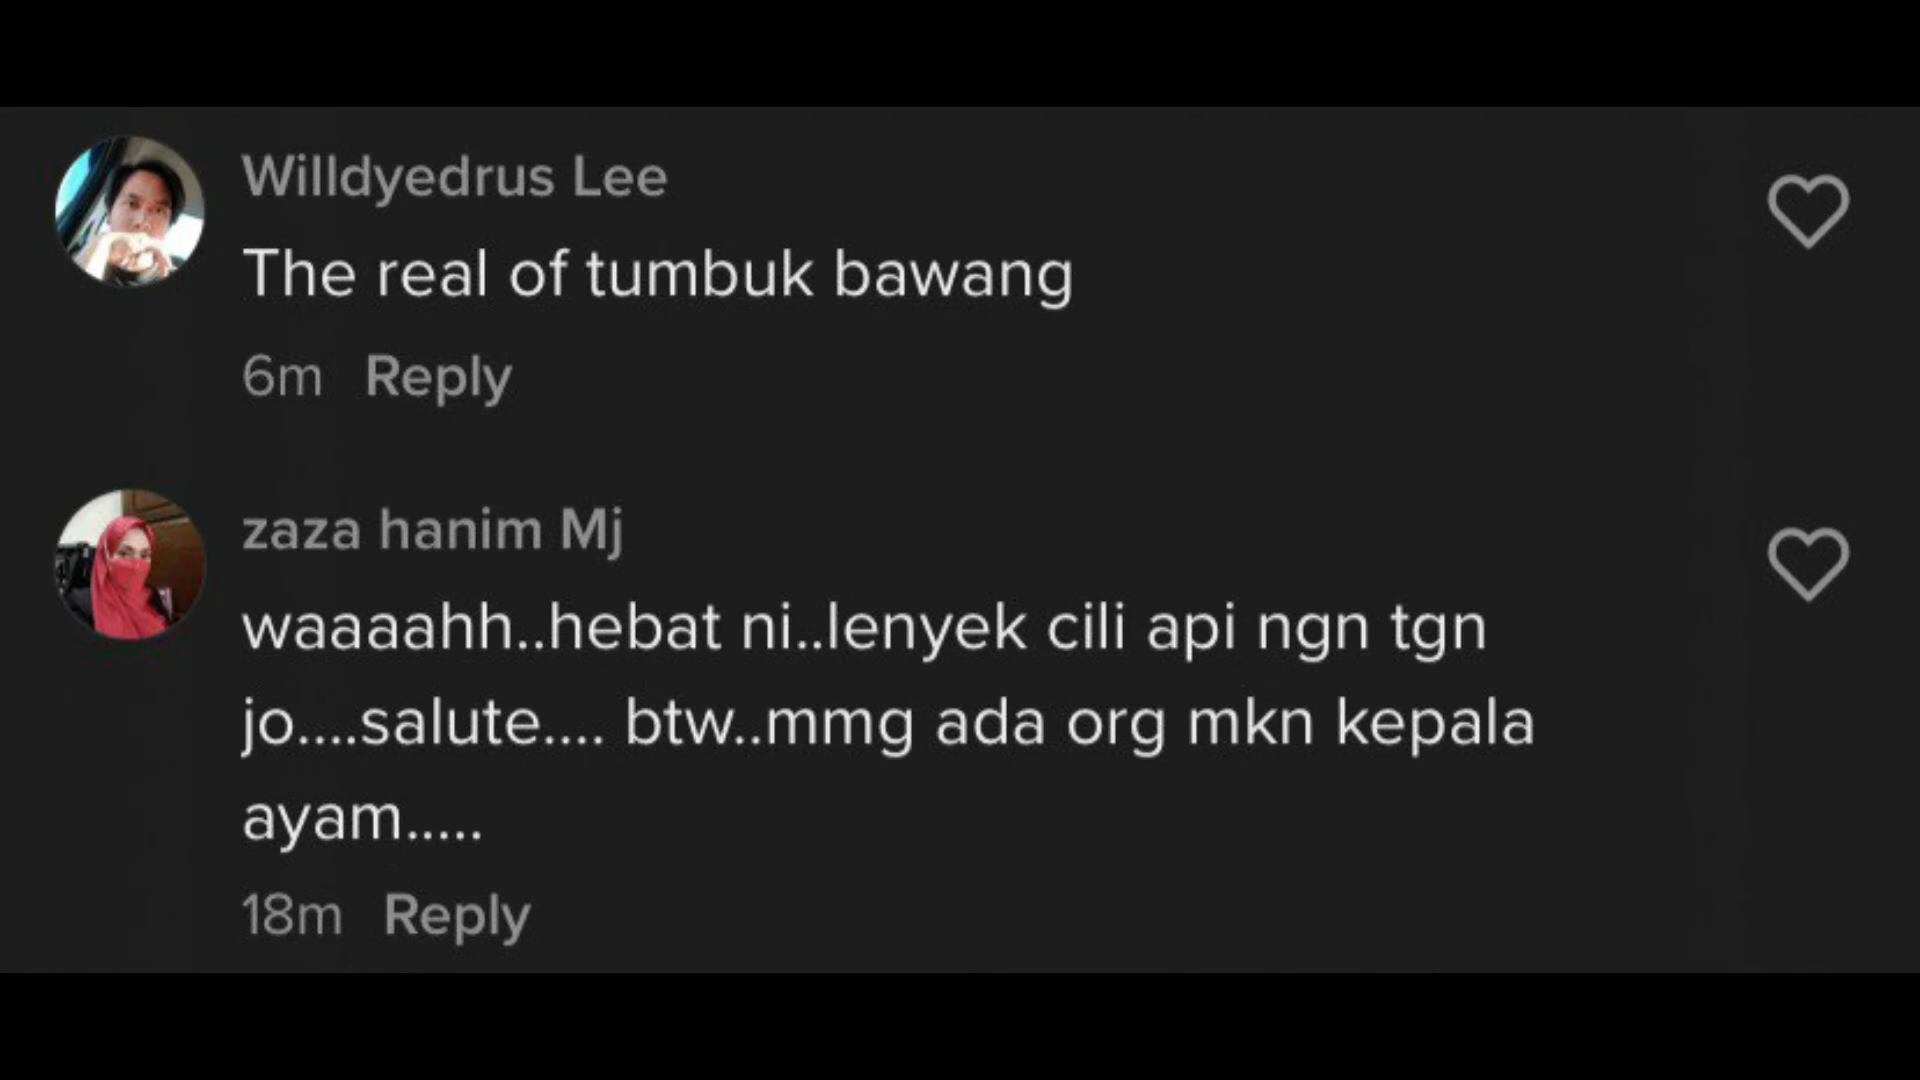 Willdyedrus Lee
The real of tumbuk bawang
6m Reply
zaza hanim Mj
waaaahh..hebat ni..lenyek cili api ngn tgn
jo....salute.... btw..mmg ada org mkn kepala
ayam.....
18m Reply